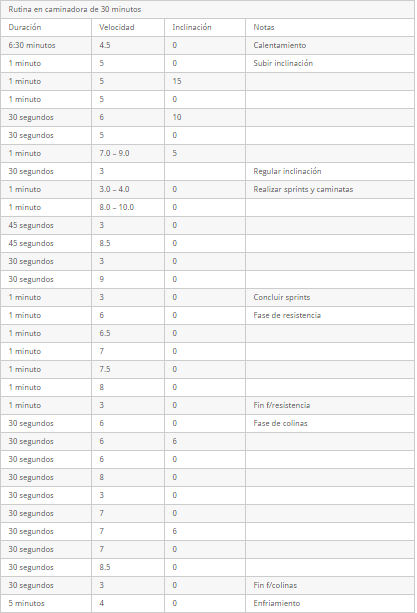 Rutina en caminadora de 30 minutos
Duración Velocidad Inclinación Notas
6:30 minutos 4.5 0 Calentamiento
1 minuto 5 0 Subir inclinación
1 minuto 5 15
1 minuto 5 0
30 segundos 6 10
30 segundos 5 0
1 minuto 7.0 – 9.0 5
30 segundos 3 Regular inclinación
1 minuto 3.0 – 4.0 0 Realizar sprints y caminatas
1 minuto 8.0 – 10.0 0
45 segundos 3 0
45 segundos 8.5 0
30 segundos 3 0
30 segundos 9 0
1 minuto 3 0 Concluir sprints
1 minuto 6 0 Fase de resistencia
1 minuto 6.5 0
1 minuto 7 0
1 minuto 7.5 0
1 minuto 8 0
1 minuto 3 0 Fin f/resistencia
30 segundos 6 0 Fase de colinas
30 segundos 6 6
30 segundos 6 0
30 segundos 8 0
30 segundos 3 0
30 segundos 7 0
30 segundos 7 6
30 segundos 7 0
30 segundos 8.5 0
30 segundos 3 0 Fin f/colinas
5 minutos 4 0 Enfriamiento